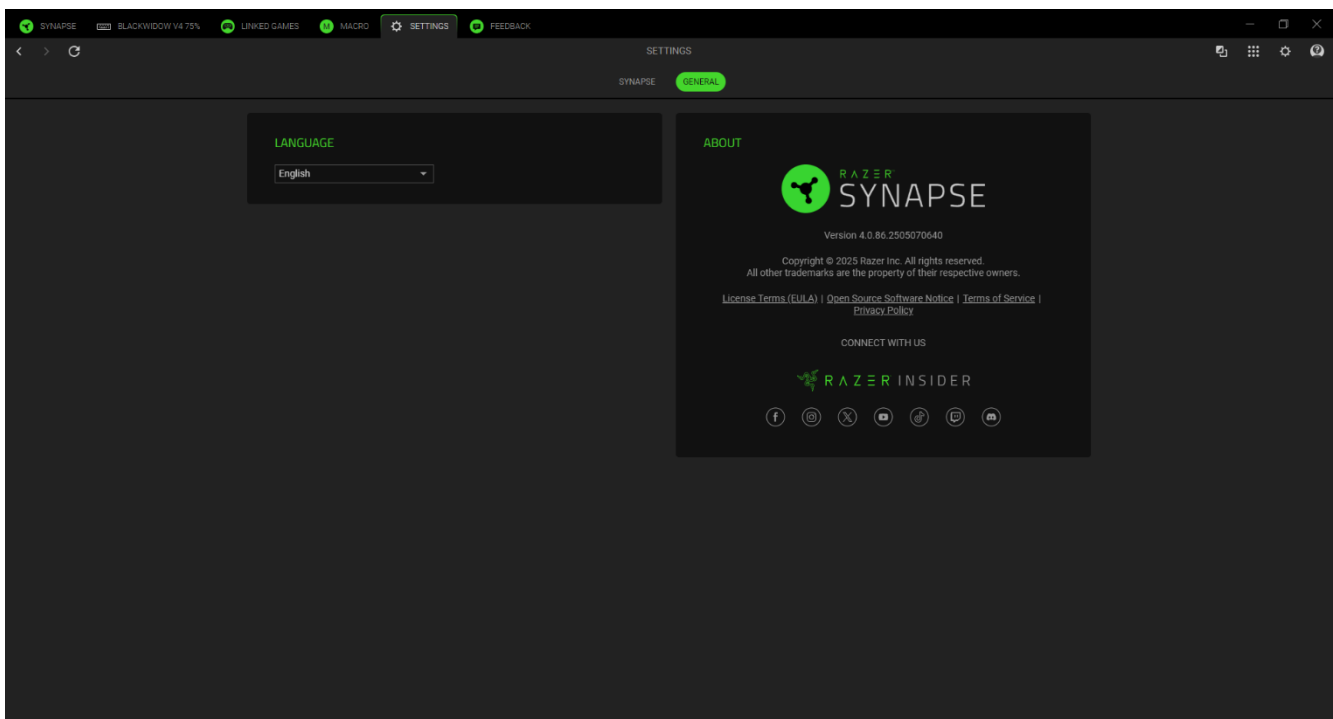 SYNAPSE BLACKWIDOW V4 75% LINKED GAMES M MACRO SETTINGS FEEDBACK
SETTINGS
SYNAPSE GENERAL
LANGUAGE
English
ABOUT
RAZER
SYNAPSE
Version 4.0.86.2505070640
Copyright © 2025 Razer Inc. All rights reserved.
All other trademarks are the property of their respective owners.
License Terms (EULA) | Open Source Software Notice | Terms of Service |
Privacy Policy
CONNECT WITH US
RAZER INSIDER